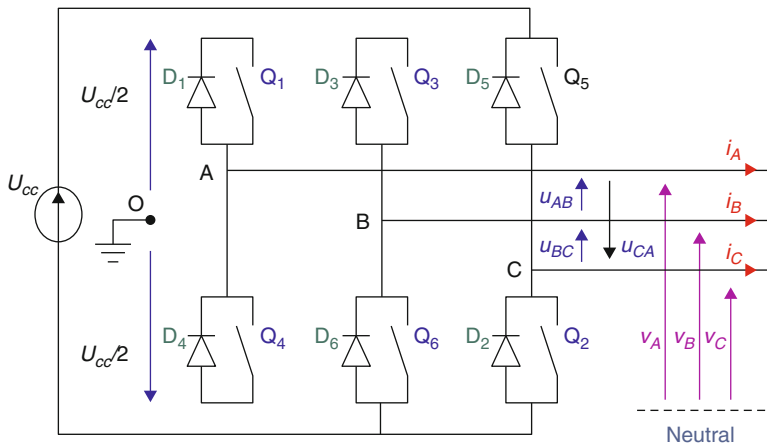 D1 Q1 D3 Q3 D5 Q5
Ucc/2
A
iA
Ucc
O
uAB
iB
B
uBC
uCA
iC
C
D4 Q4 D6 Q6 D2 Q2
Ucc/2
vA vB vC
Neutral